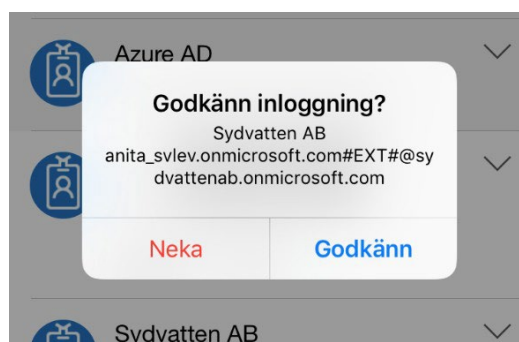 Azure AD
Godkänn inloggning?
Sydvatten AB
anita_svlev.onmicrosoft.com#EXT#@sy
dvattenab.onmicrosoft.com
Neka
Godkänn
Sydvatten AB